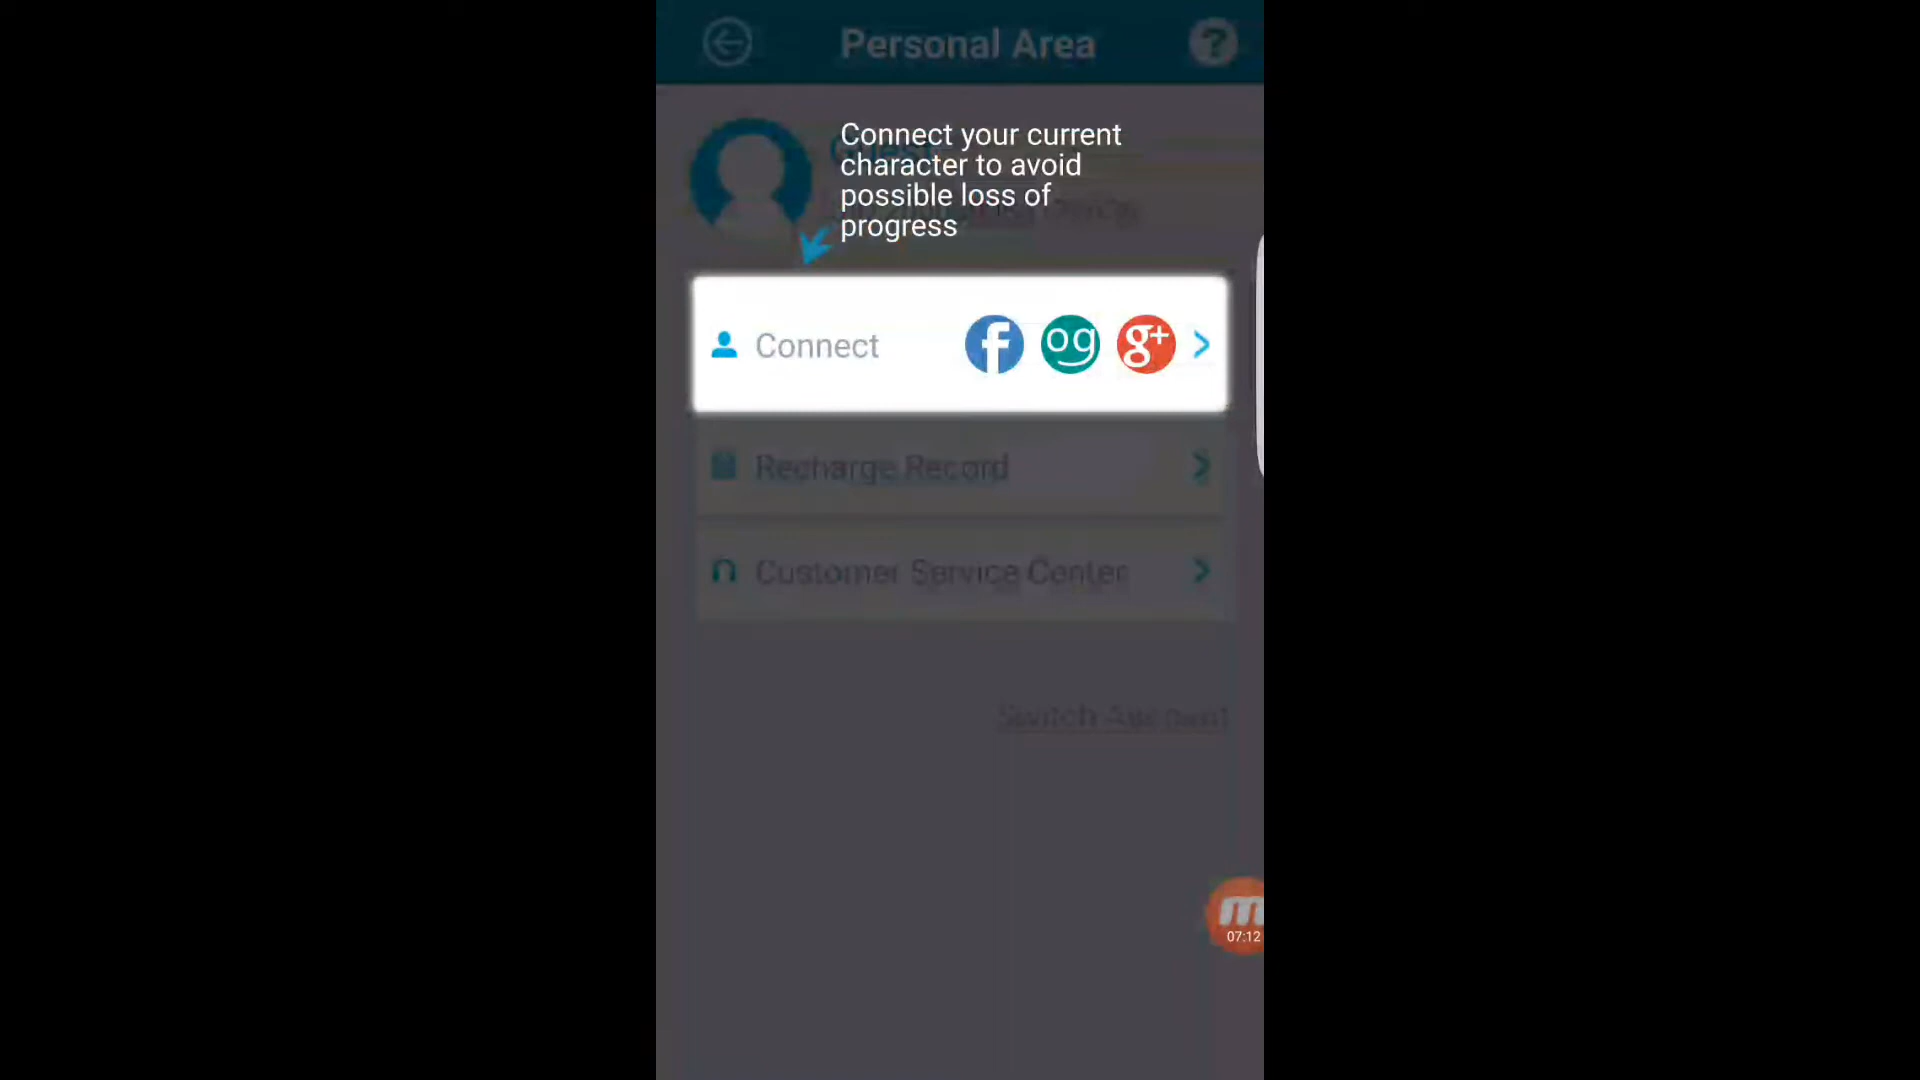 Personal Area
?
Connect your current
character to avoid
possible loss of
progress
Guest
Connect f og g+
Recharge Record
Customer Service Center
Switch Account
m
07:12